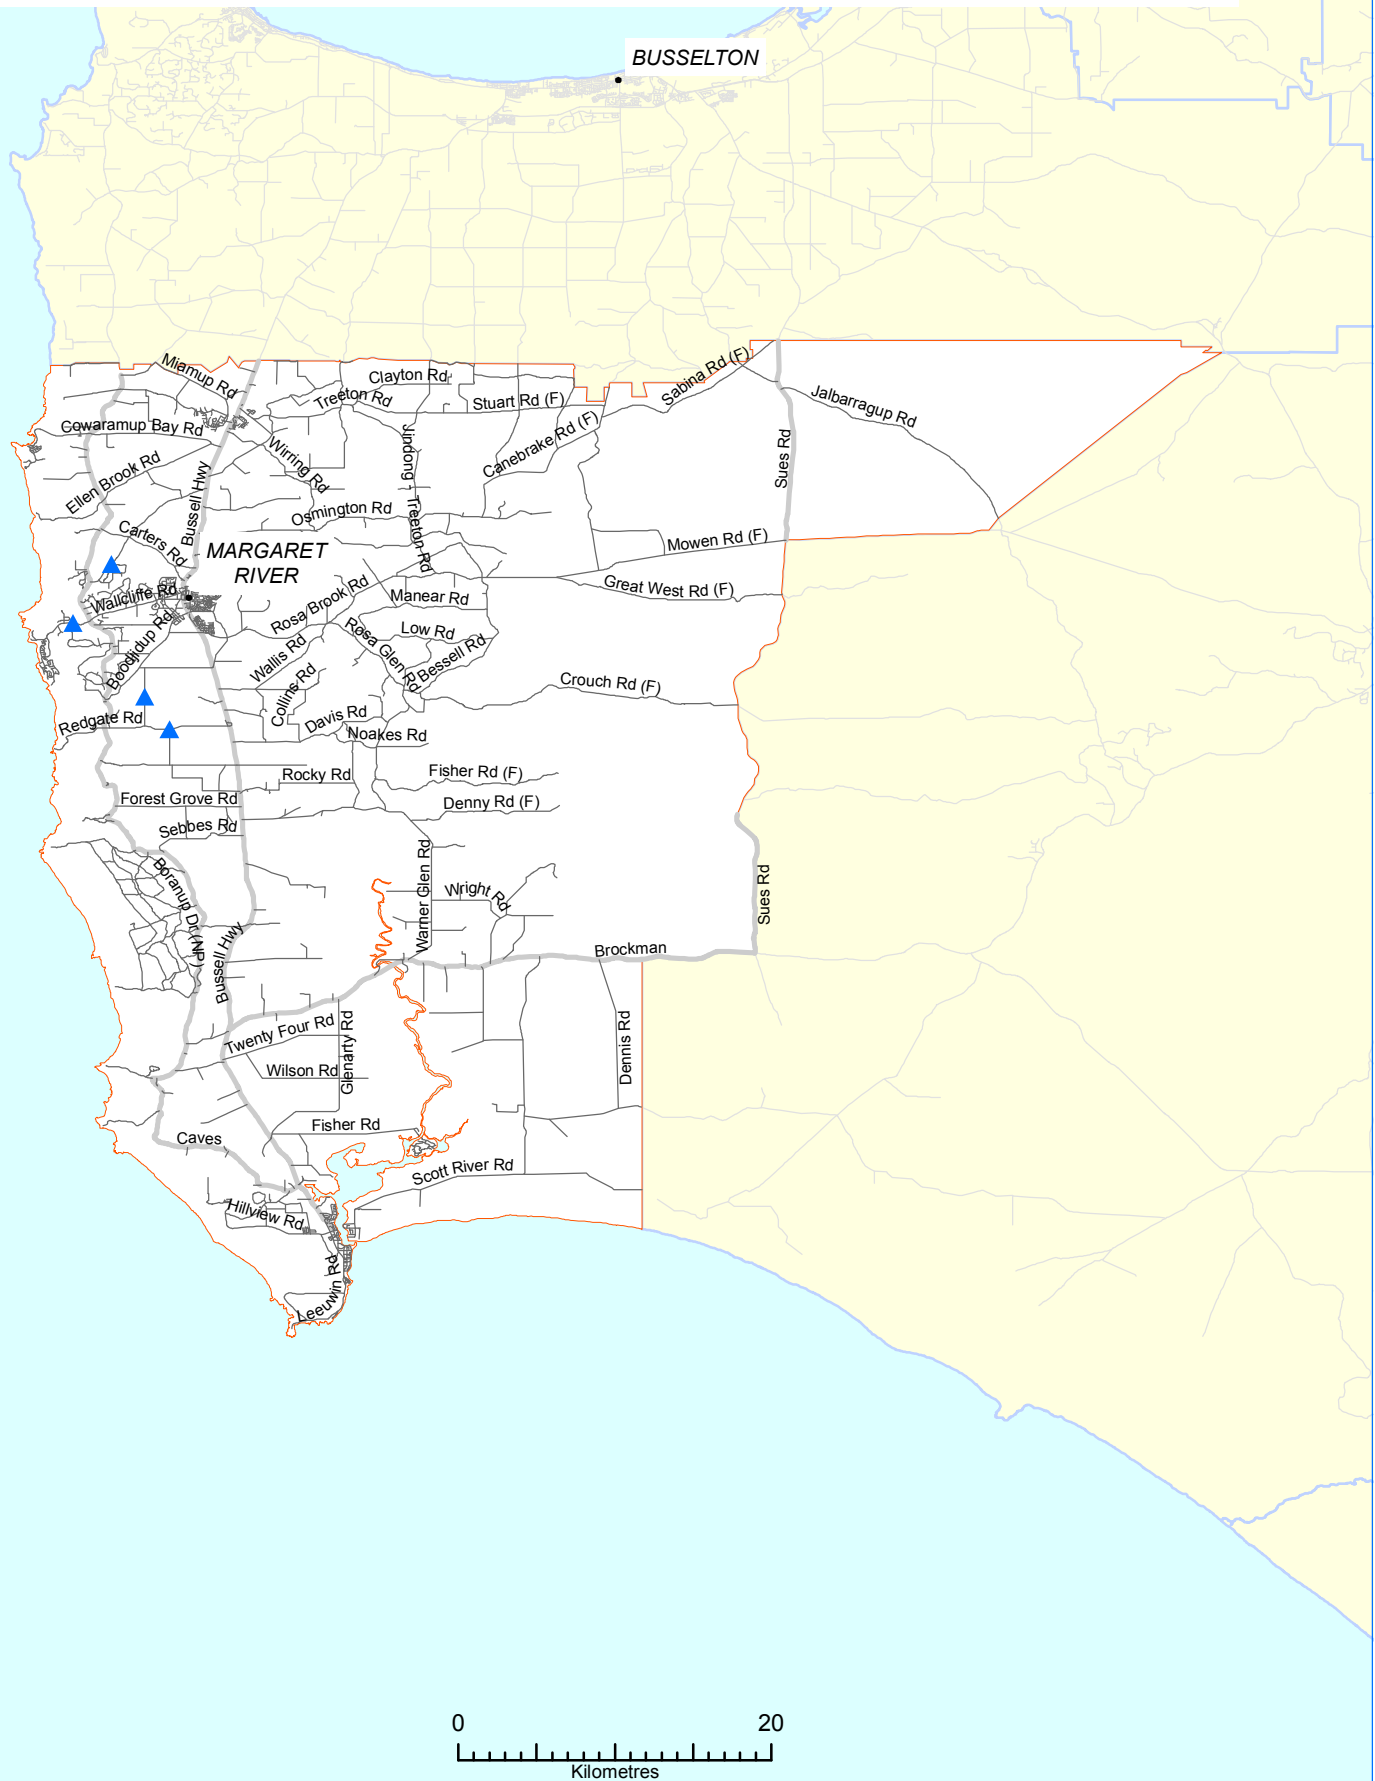 BUSSELTON
Miamup Rd
Clayton Rd
Sabina Rd (F)
Treeton Rd
Stuart Rd (F)
Jalbarragup Rd
Cowaramup Bay Rd
Canebrake Rd (F)
Wirring Rd
Jindong - Treeton Rd
Sues Rd
Ellen Brook Rd
Bussell Hwy
Osmington Rd
Carters Rd
Mowen Rd (F)
MARGARET
RIVER
Great West Rd (F)
Wallcliffe Rd
Manear Rd
Rosa Brook Rd
Low Rd
Boodjidup Rd
Rosa Glen Rd
Bessell Rd
Wallis Rd
Crouch Rd (F)
Collins Rd
Redgate Rd
Davis Rd
Noakes Rd
Rocky Rd
Fisher Rd (F)
Forest Grove Rd
Denny Rd (F)
Sebbes Rd
Boranup Dr (NP)
Warner Glen Rd
Wright Rd
Sues Rd
Bussell Hwy
Brockman
Twenty Four Rd
Glenarty Rd
Dennis Rd
Wilson Rd
Fisher Rd
Caves
Scott River Rd
Hillview Rd
Leeuwin Rd
0 20
Kilometres